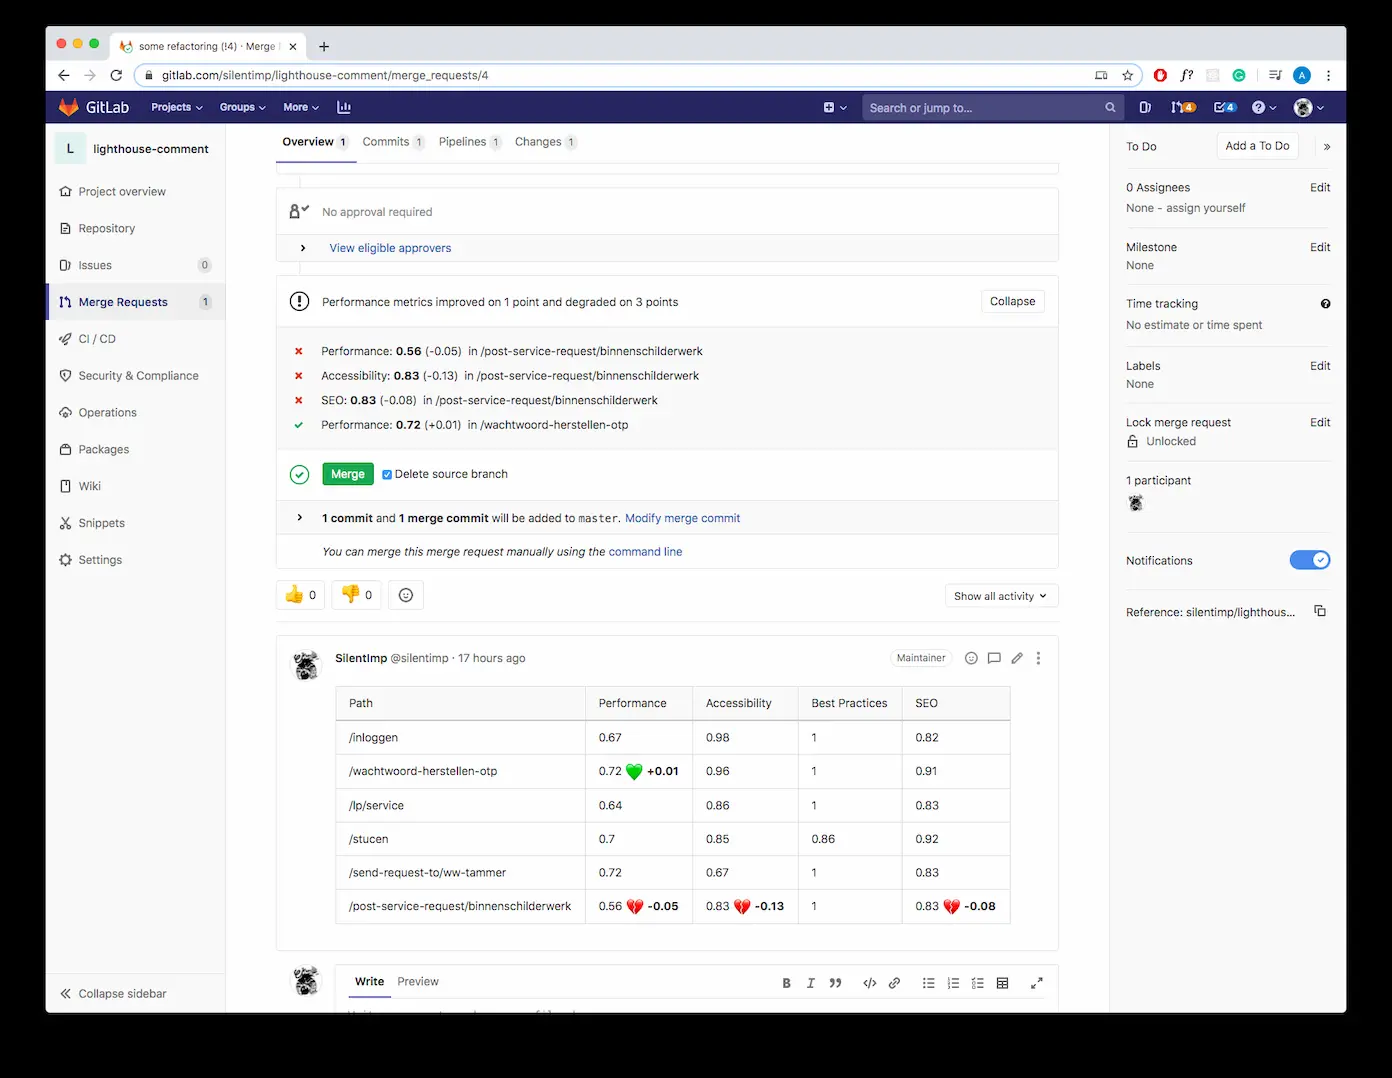 some refactoring (!4) · Merge
gitlab.com/silentimp/lighthouse-comment/merge_requests/4
f?
A
GitLab
Projects
Groups
More
Search or jump to...
4
4
L
lighthouse-comment
Project overview
Repository
Issues 0
Merge Requests 1
CI / CD
Security & Compliance
Operations
Packages
Wiki
Snippets
Settings
Collapse sidebar
Overview 1
Commits 1
Pipelines 1
Changes 1
No approval required
View eligible approvers
Performance metrics improved on 1 point and degraded on 3 points
Collapse
Performance: 0.56 (-0.05) in /post-service-request/binnenschilderwerk
Accessibility: 0.83 (-0.13) in /post-service-request/binnenschilderwerk
SEO: 0.83 (-0.08) in /post-service-request/binnenschilderwerk
Performance: 0.72 (+0.01) in /wachtwoord-herstellen-otp
Merge
Delete source branch
1 commit and 1 merge commit will be added to master. Modify merge commit
You can merge this merge request manually using the command line
👍 0
👎 0
Show all activity
SilentImp @silentimp · 17 hours ago
Maintainer
Path Performance Accessibility Best Practices SEO
/inloggen 0.67 0.98 1 0.82
/wachtwoord-herstellen-otp 0.72 💚 +0.01 0.96 1 0.91
/lp/service 0.64 0.86 1 0.83
/stucen 0.7 0.85 0.86 0.92
/send-request-to/ww-tammer 0.72 0.67 1 0.83
/post-service-request/binnenschilderwerk 0.56 💔 -0.05 0.83 💔 -0.13 1 0.83 💔 -0.08
Write
Preview
B I
To Do
Add a To Do
0 Assignees Edit
None - assign yourself
Milestone Edit
None
Time tracking
No estimate or time spent
Labels Edit
None
Lock merge request Edit
Unlocked
1 participant
Notifications
Reference: silentimp/lighthous...